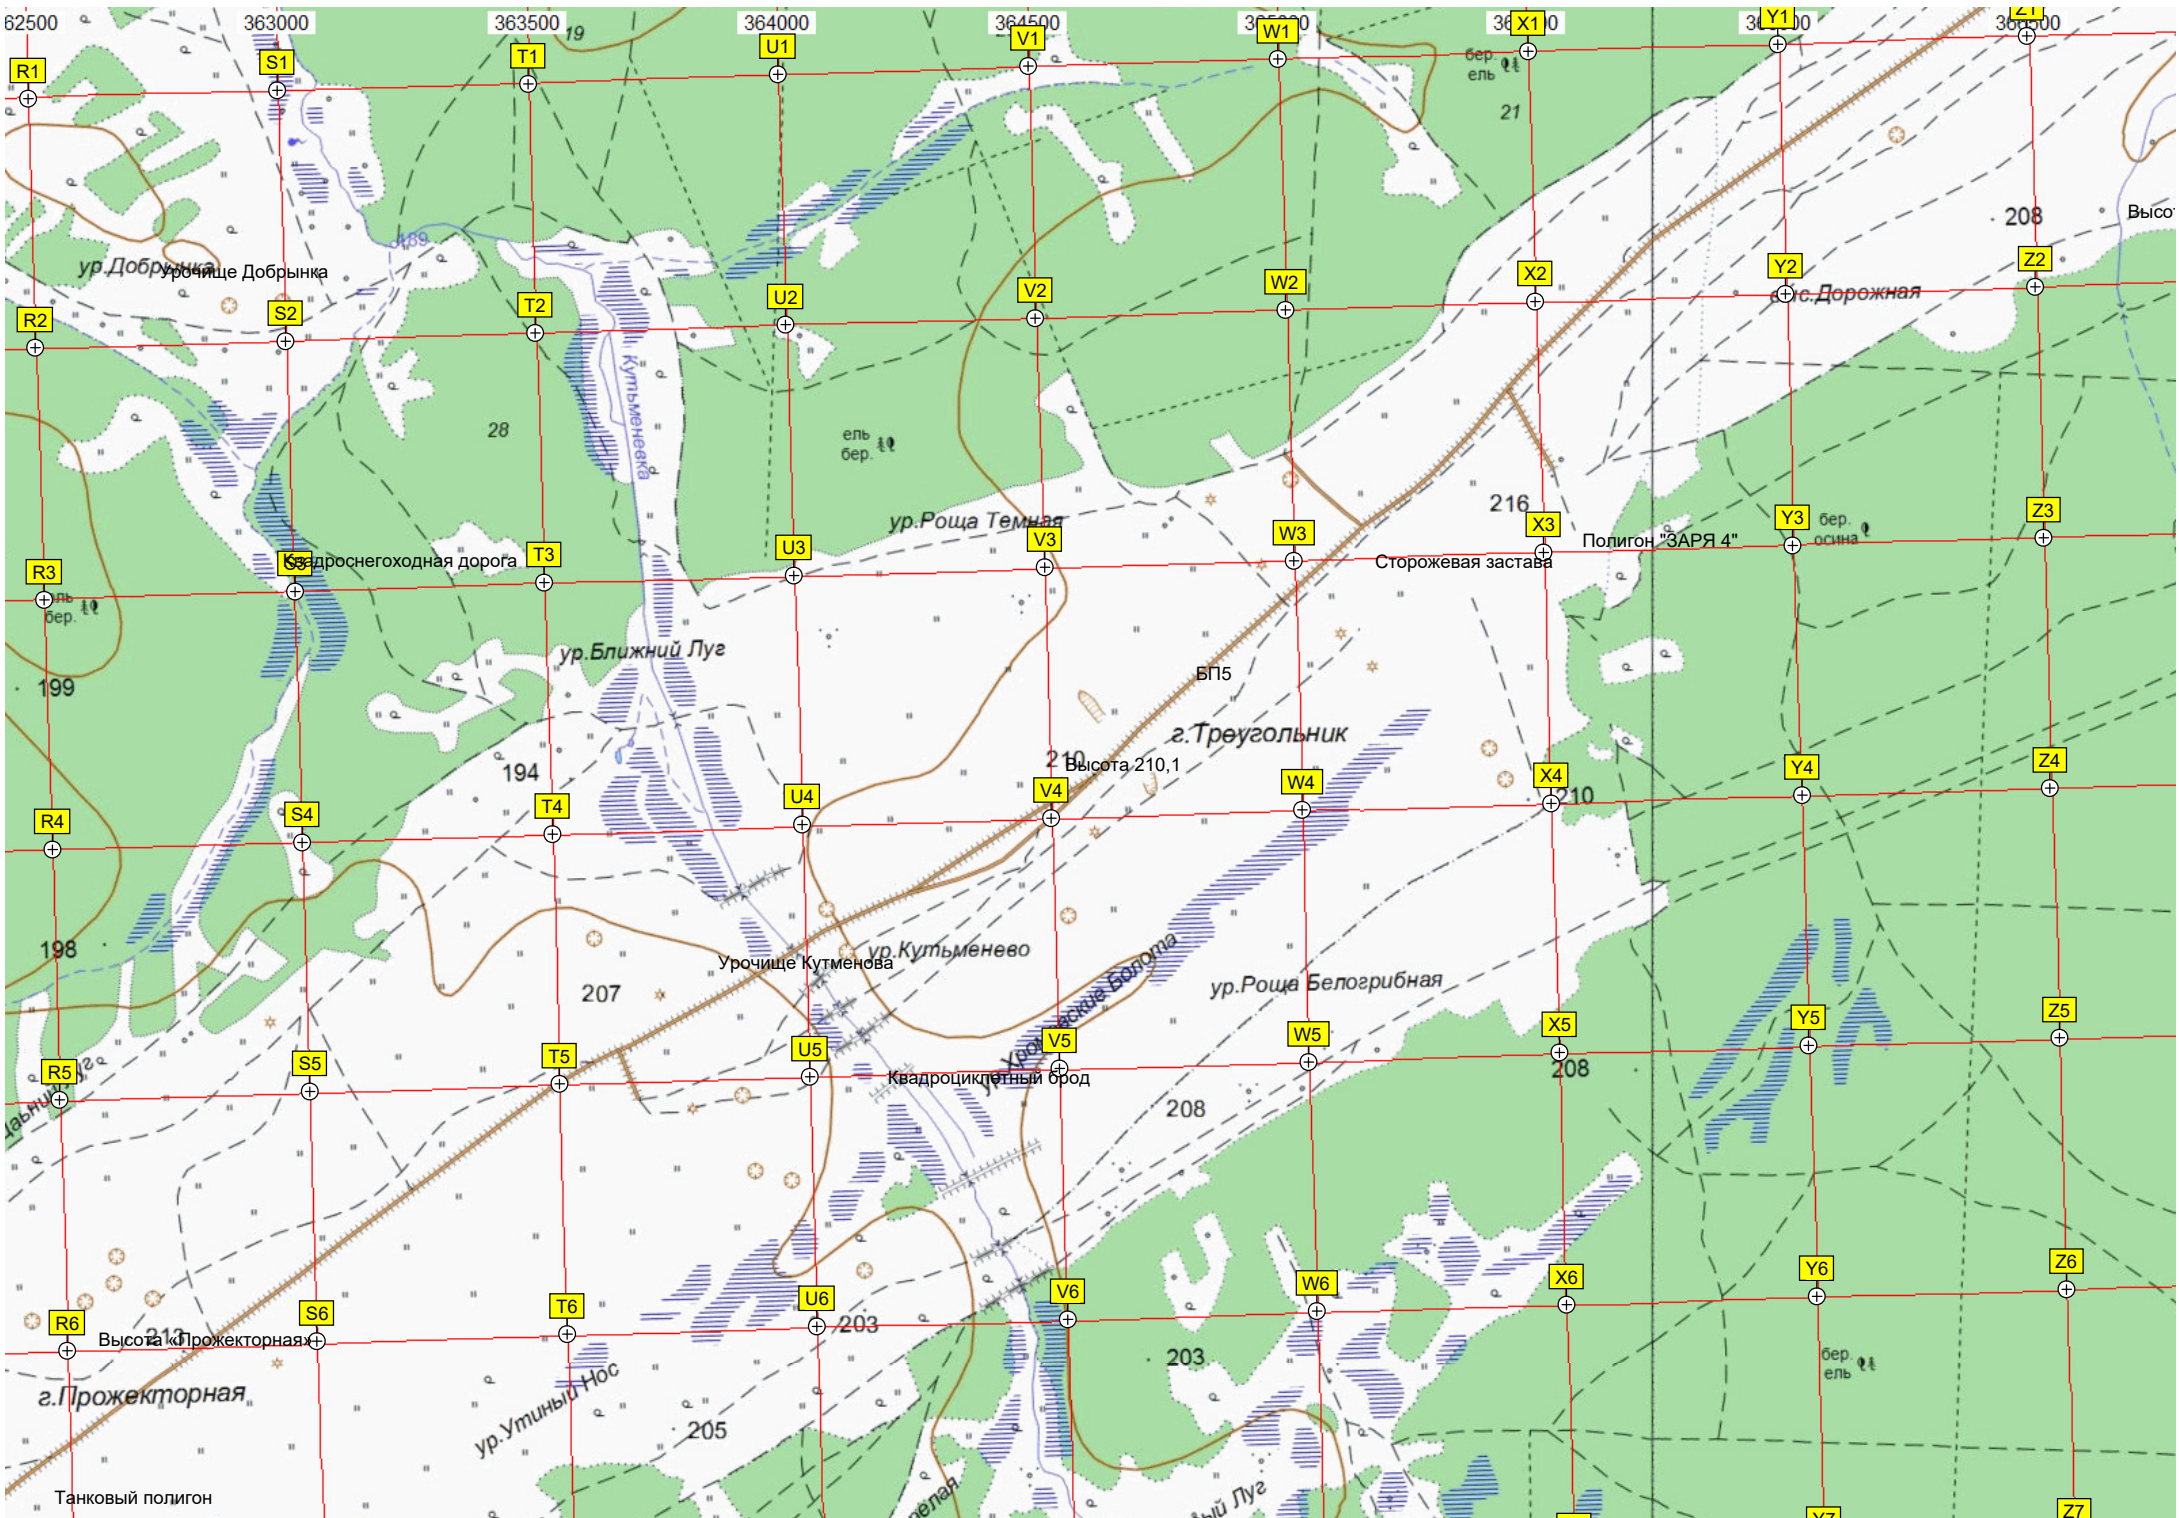 62500 363000 363500 364000 364500
R1 S1 T1 U1 V1 W1 X1 Y1 Z1
19
бер.
ель
21
189
208
ур.Добрынка
Урочище Добрынка
R2 S2 T2 U2 V2 W2 X2 Y2 Z2
Кутьменевка
28
ель
бер.
216
ур.Роща Темная
R3 T3 U3 V3 W3 X3 Y3 Z3
бер.
осина
Квадроснегоходная дорога
Сторожевая застава
Полигон "ЗАРЯ 4"
бер.
ур.Ближний Луг
199
БП5
г.Треугольник
194
210
Высота 210,1
R4 S4 T4 U4 V4 W4 X4 Y4 Z4
210
198
207
Урочище Кутменова
ур.Кутьменево
ур.Роща Белогрибная
R5 S5 T5 U5 V5 W5 X5 Y5 Z5
Квадроциклетный брод
208
208
R6 S6 T6 U6 V6 W6 X6 Y6 Z6
Высота «Прожекторная»
203
203
бер.
ель
г.Прожекторная
ур.Утиный Нос
205
Танковый полигон
Z7